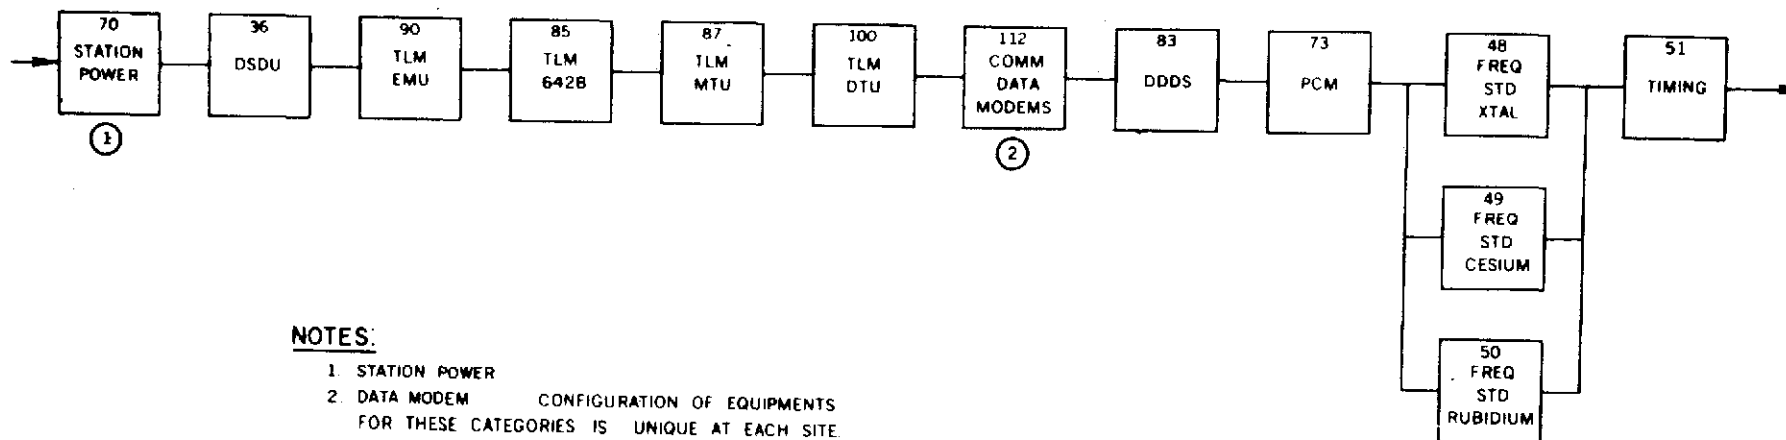 70
STATION
POWER
1
36
DSDU
90
TLM
EMU
85
TLM
642B
87
TLM
MTU
100
TLM
DTU
112
COMM
DATA
MODEMS
2
83
DDDS
73
PCM
48
FREQ
STD
XTAL
49
FREQ
STD
CESIUM
50
FREQ
STD
RUBIDIUM
51
TIMING
NOTES:
1. STATION POWER
2. DATA MODEM CONFIGURATION OF EQUIPMENTS
FOR THESE CATEGORIES IS UNIQUE AT EACH SITE.